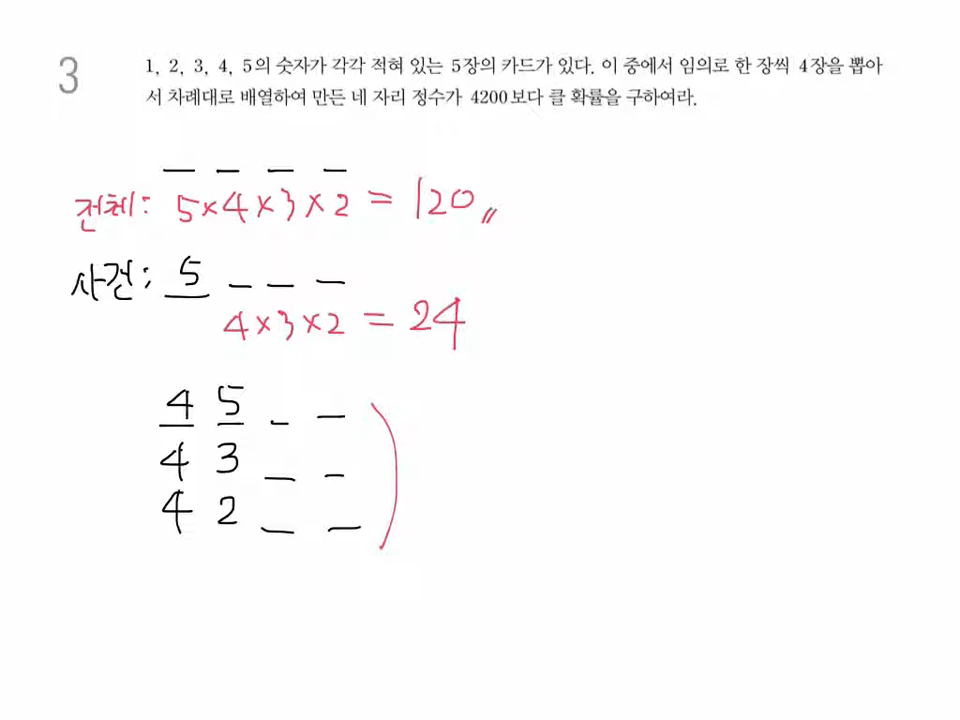 3
1, 2, 3, 4, 5의 숫자가 각각 적혀 있는 5장의 카드가 있다. 이 중에서 임의로 한 장씩 4장을 뽑아
서 차례대로 배열하여 만든 네 자리 정수가 4200보다 클 확률을 구하여라.
전체: 5×4×3×2 = 120〃
사건: 5 _ _ _
4×3×2 = 24
4 5 _ _
4 3 _ _
4 2 _ _